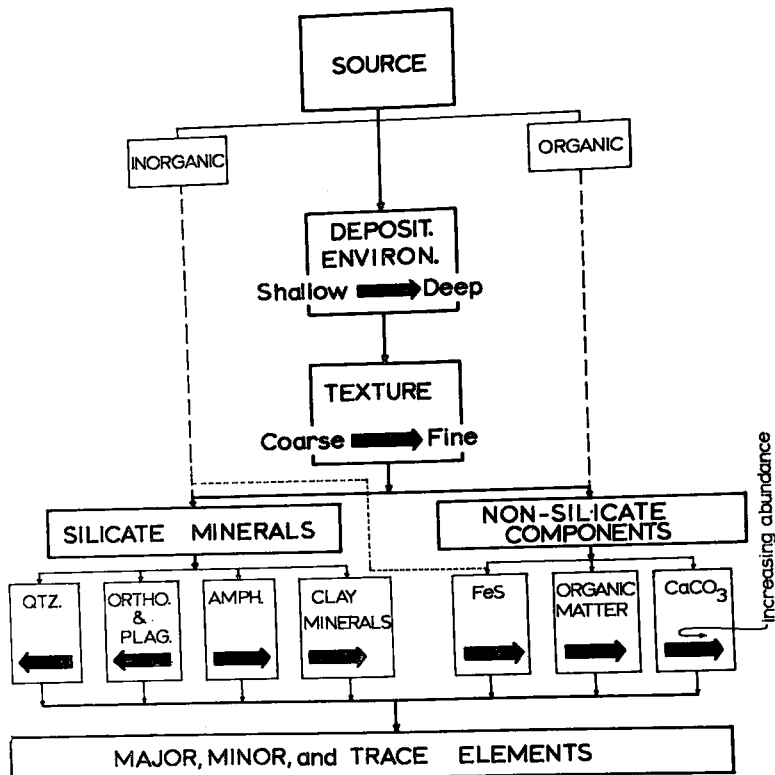 SOURCE
INORGANIC
ORGANIC
DEPOSIT.
ENVIRON.
Shallow Deep
TEXTURE
Coarse Fine
SILICATE MINERALS
NON-SILICATE
COMPONENTS
QTZ.
ORTHO.
&
PLAG.
AMPH.
CLAY
MINERALS
FeS
ORGANIC
MATTER
CaCO3
increasing abundance
MAJOR, MINOR, and TRACE ELEMENTS